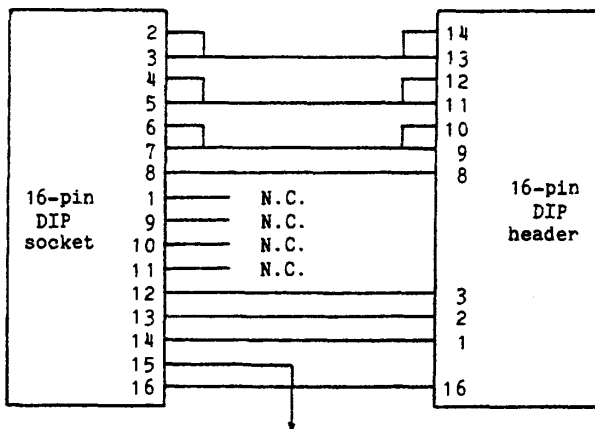 2 14
3 13
4 12
5 11
6 10
7 9
8 8
1 N.C.
9 N.C.
10 N.C.
11 N.C.
16-pin
DIP
socket
16-pin
DIP
header
12 3
13 2
14 1
15
16 16